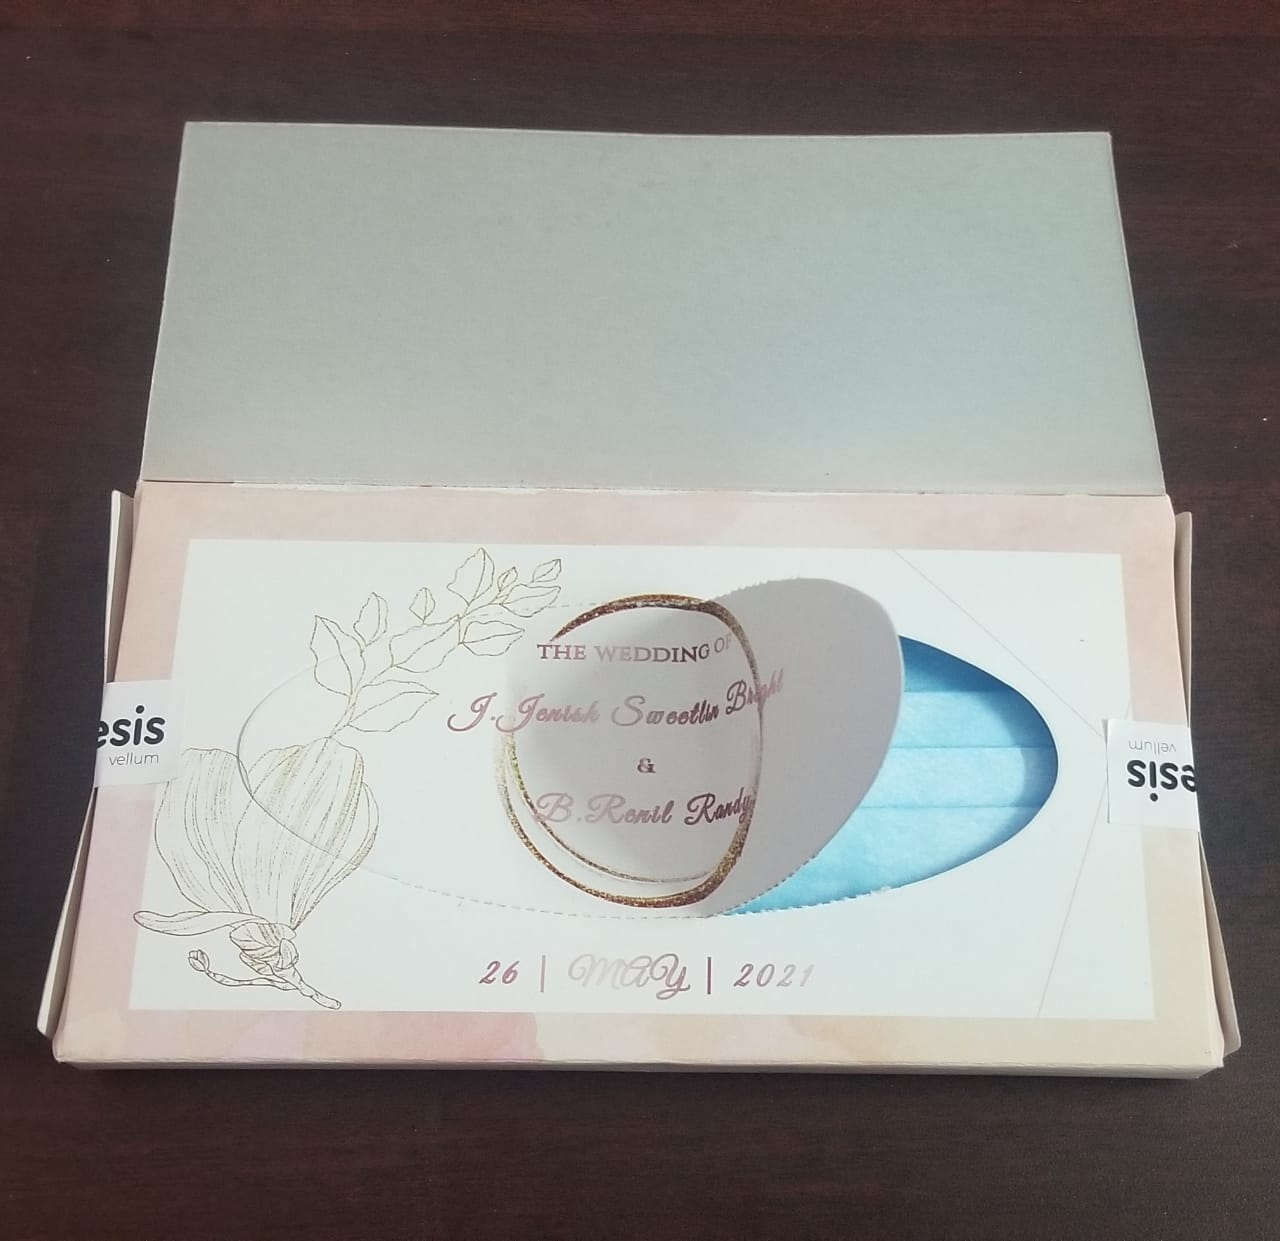 THE WEDDING OF
J. Jenish Sweetlin Bright
&
B. Renil Randy
26 | MAY | 2021
esis
vellum
esis
vellum